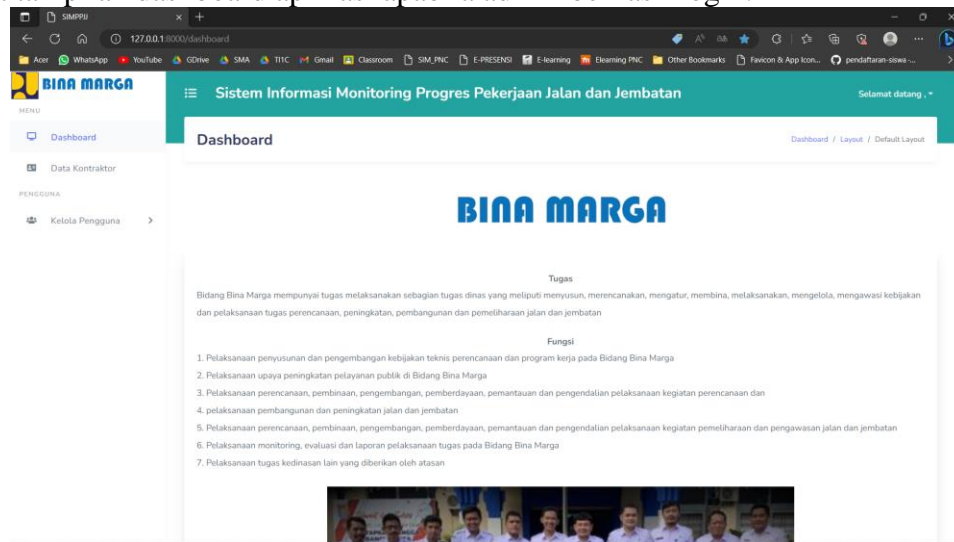 SIMPPJJ
127.0.0.1:8000/dashboard
Acer WhatsApp YouTube GDrive SMA TI1C Gmail Classroom SIM_PNC E-PRESENSI E-learning Elearning PNC Other Bookmarks Favicon & App Icon... pendaftaran-siswa -...
BINA MARGA
Sistem Informasi Monitoring Progres Pekerjaan Jalan dan Jembatan
Selamat datang ,
MENU
Dashboard
Data Kontraktor
PENGGUNA
Kelola Pengguna
Dashboard
Dashboard / Layout / Default Layout
BINA MARGA
Tugas
Bidang Bina Marga mempunyai tugas melaksanakan sebagian tugas dinas yang meliputi menyusun, merencanakan, mengatur, membina, melaksanakan, mengelola, mengawasi kebijakan
dan pelaksanaan tugas perencanaan, peningkatan, pembangunan dan pemeliharaan jalan dan jembatan
Fungsi
1. Pelaksanaan penyusunan dan pengembangan kebijakan teknis perencanaan dan program kerja pada Bidang Bina Marga
2. Pelaksanaan upaya peningkatan pelayanan publik di Bidang Bina Marga
3. Pelaksanaan perencanaan, pembinaan, pengembangan, pemberdayaan, pemantauan dan pengendalian pelaksanaan kegiatan perencanaan dan
4. pelaksanaan pembangunan dan peningkatan jalan dan jembatan
5. Pelaksanaan perencanaan, pembinaan, pengembangan, pemberdayaan, pemantauan dan pengendalian pelaksanaan kegiatan pemeliharaan dan pengawasan jalan dan jembatan
6. Pelaksanaan monitoring, evaluasi dan laporan pelaksanaan tugas pada Bidang Bina Marga
7. Pelaksanaan tugas kedinasan lain yang diberikan oleh atasan